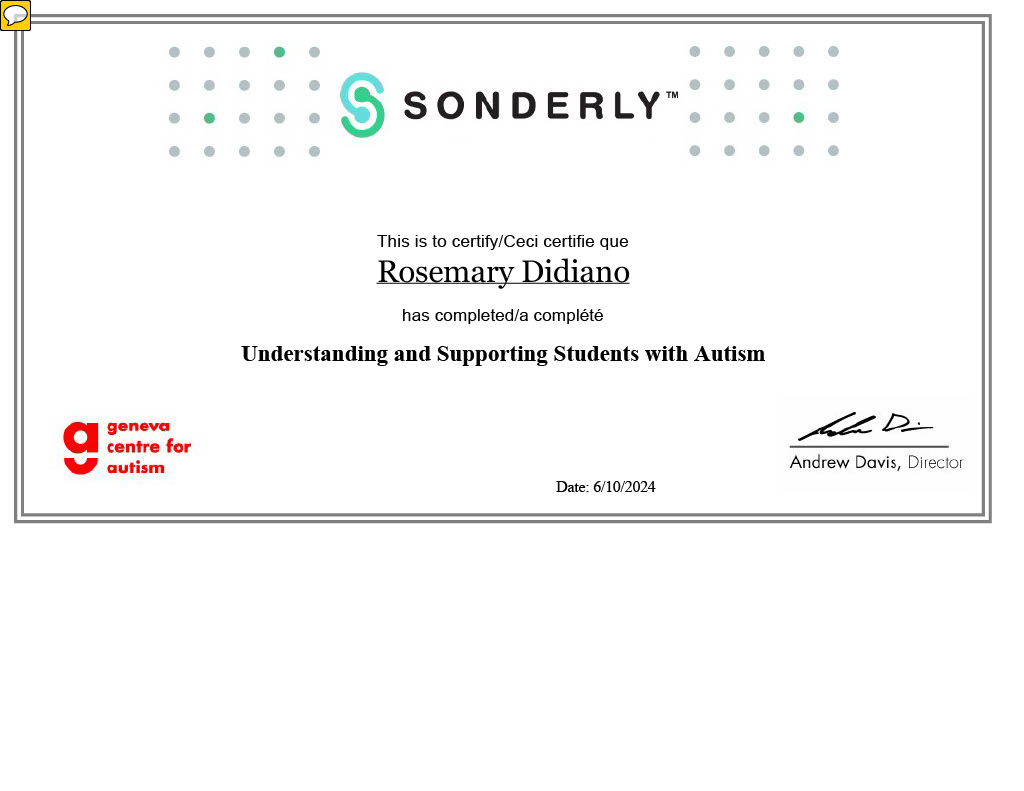 SONDERLY™
This is to certify/Ceci certifie que
Rosemary Didiano
has completed/a complété
Understanding and Supporting Students with Autism
geneva
centre for
autism
Andrew Davis, Director
Date: 6/10/2024